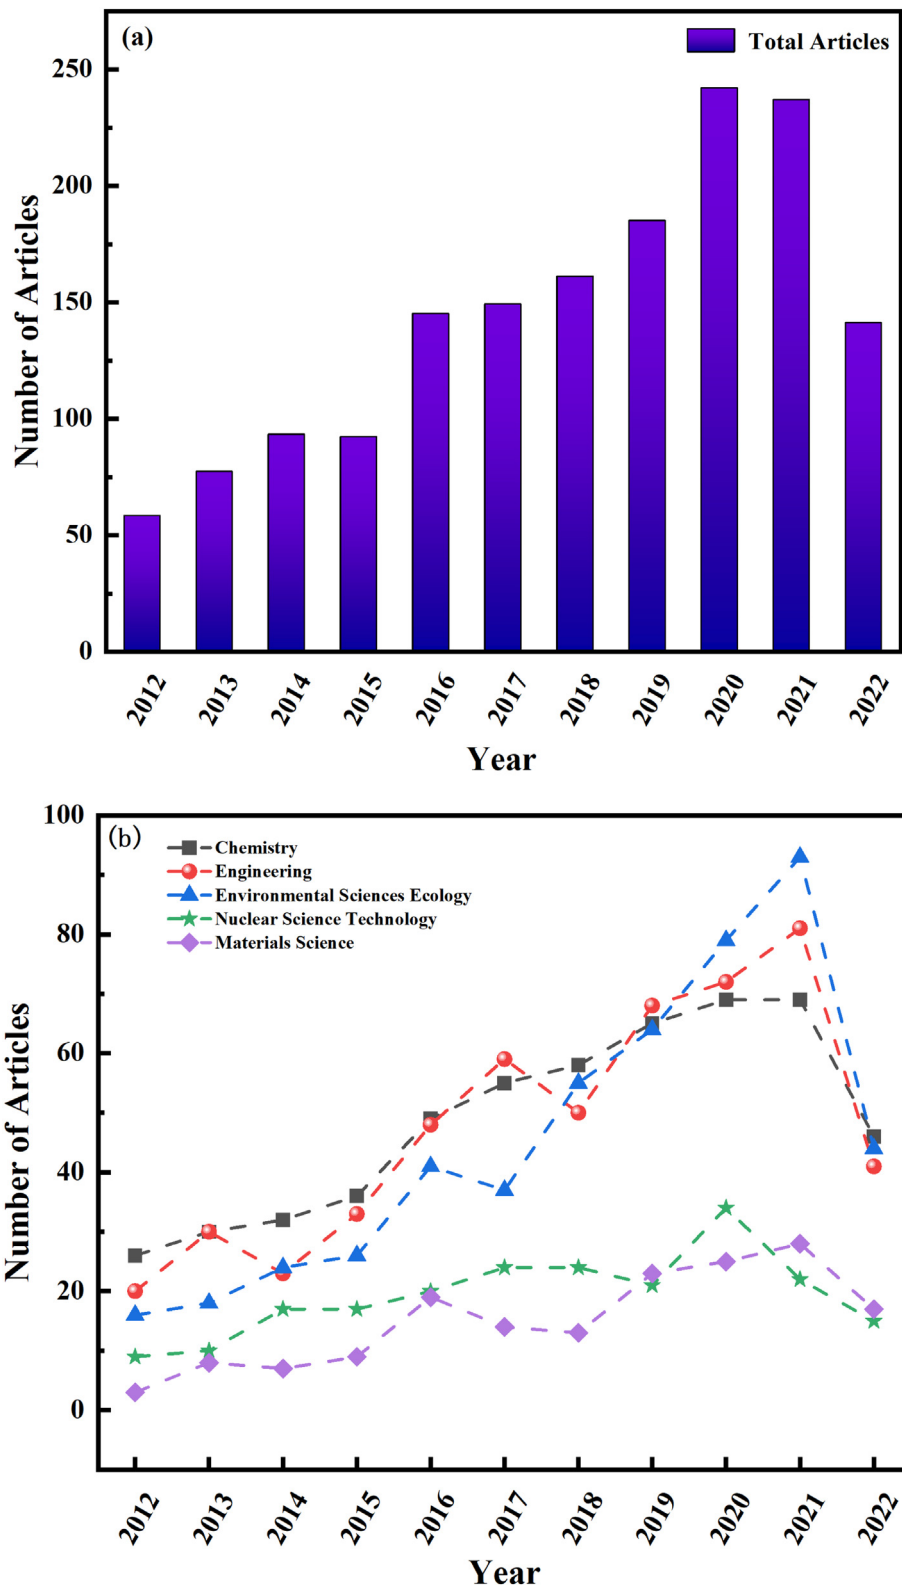 (a)
Total Articles
250
200
150
100
50
0
Number of Articles
2012 2013 2014 2015 2016 2017 2018 2019 2020 2021 2022
Year
(b)
Chemistry
Engineering
Environmental Sciences Ecology
Nuclear Science Technology
Materials Science
100
80
60
40
20
0
Number of Articles
2012 2013 2014 2015 2016 2017 2018 2019 2020 2021 2022
Year